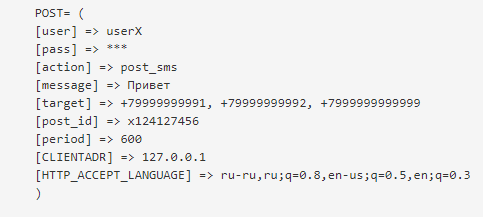 POST= (
[user] => userX
[pass] => ***
[action] => post_sms
[message] => Привет
[target] => +79999999991, +79999999992, +7999999999999
[post_id] => x124127456
[period] => 600
[CLIENTADR] => 127.0.0.1
[HTTP_ACCEPT_LANGUAGE] => ru-ru,ru;q=0.8,en-us;q=0.5,en;q=0.3
)